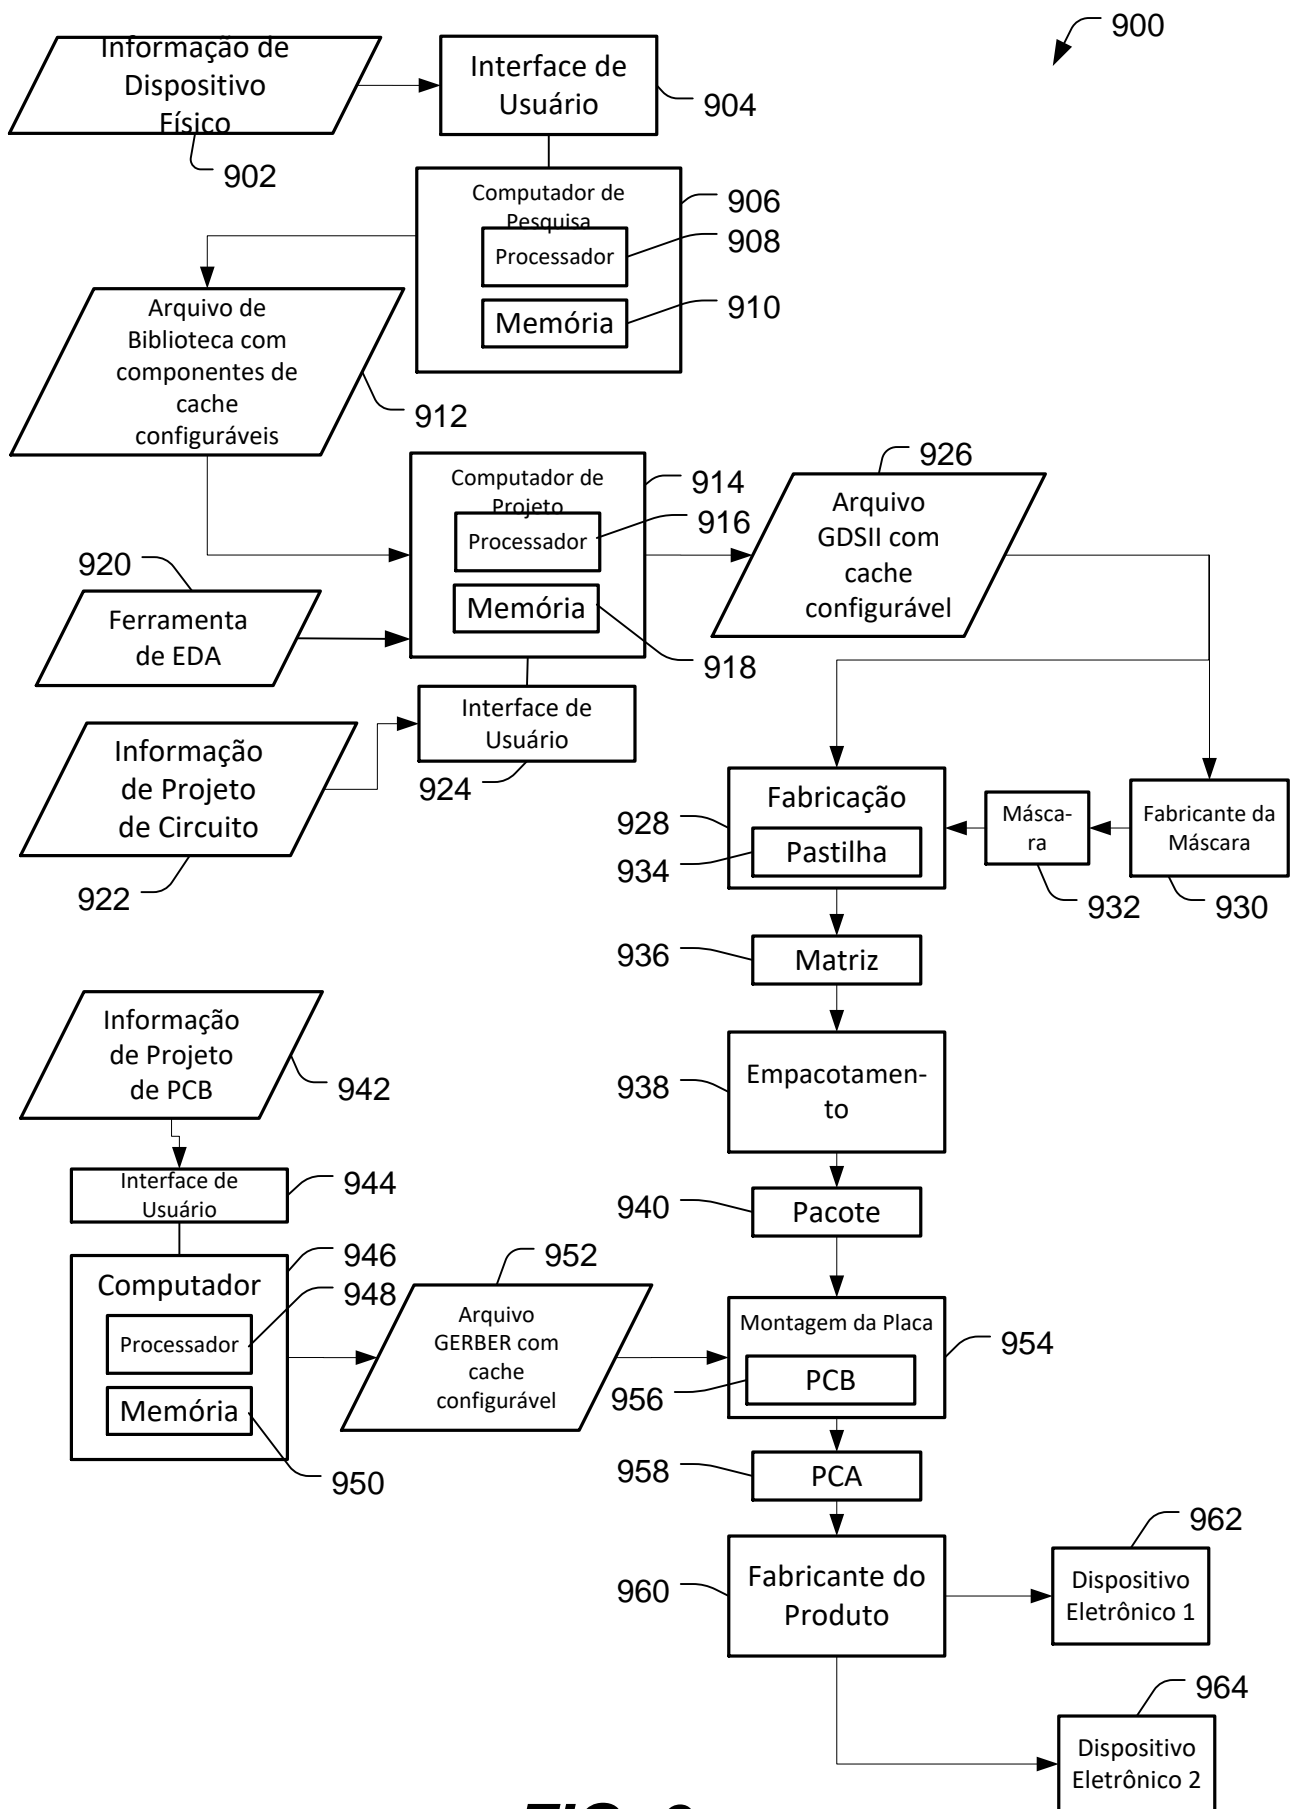 900
Informação de
Dispositivo
Físico
902
Interface de
Usuário
904
Computador de
Pesquisa
906
Processador
908
Memória
910
Arquivo de
Biblioteca com
componentes de
cache
configuráveis
912
Computador de
Projeto
914
Processador
916
Memória
918
920
Ferramenta
de EDA
Informação
de Projeto
de Circuito
922
Interface de
Usuário
924
926
Arquivo
GDSII com
cache
configurável
Fabricação
928
Pastilha
934
Másca-
ra
932
Fabricante da
Máscara
930
936
Matriz
938
Empacotamen-
to
940
Pacote
Informação
de Projeto
de PCB
942
Interface de
Usuário
944
Computador
946
Processador
948
Memória
950
952
Arquivo
GERBER com
cache
configurável
Montagem da Placa
954
PCB
956
958
PCA
960
Fabricante do
Produto
962
Dispositivo
Eletrônico 1
964
Dispositivo
Eletrônico 2